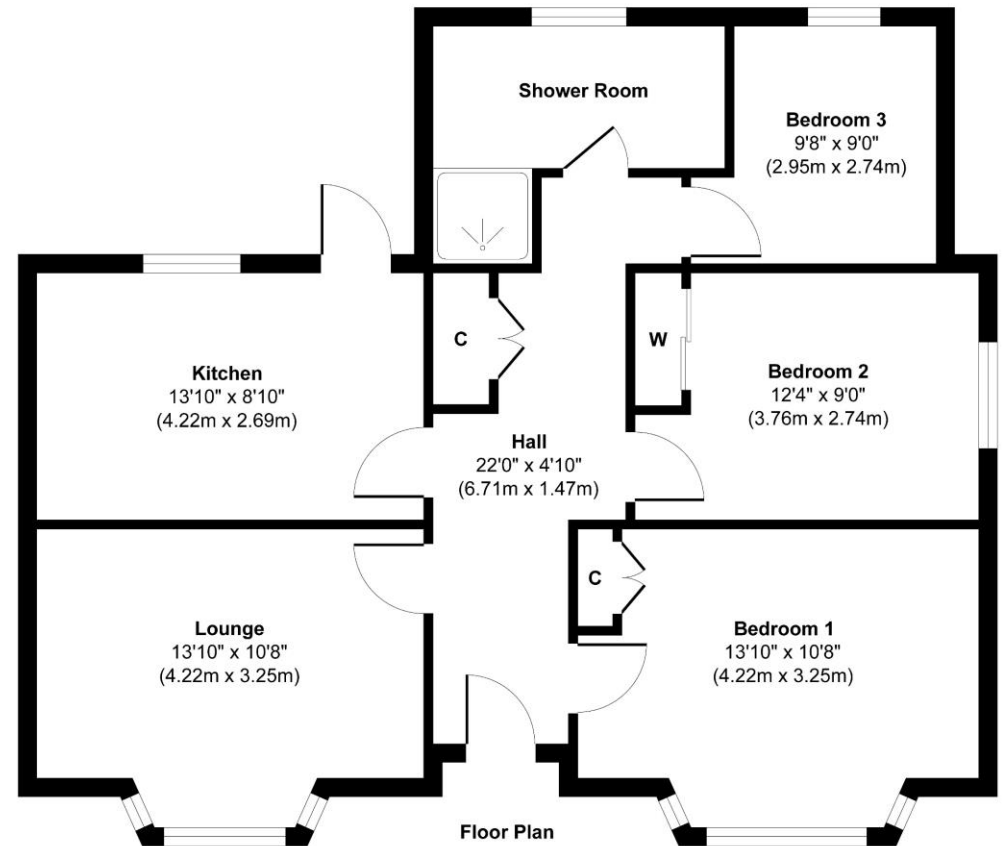 Shower Room
Bedroom 3
9'8" x 9'0"
(2.95m x 2.74m)
Kitchen
13'10" x 8'10"
(4.22m x 2.69m)
C
W
Bedroom 2
12'4" x 9'0"
(3.76m x 2.74m)
Hall
22'0" x 4'10"
(6.71m x 1.47m)
Lounge
13'10" x 10'8"
(4.22m x 3.25m)
C
Bedroom 1
13'10" x 10'8"
(4.22m x 3.25m)
Floor Plan